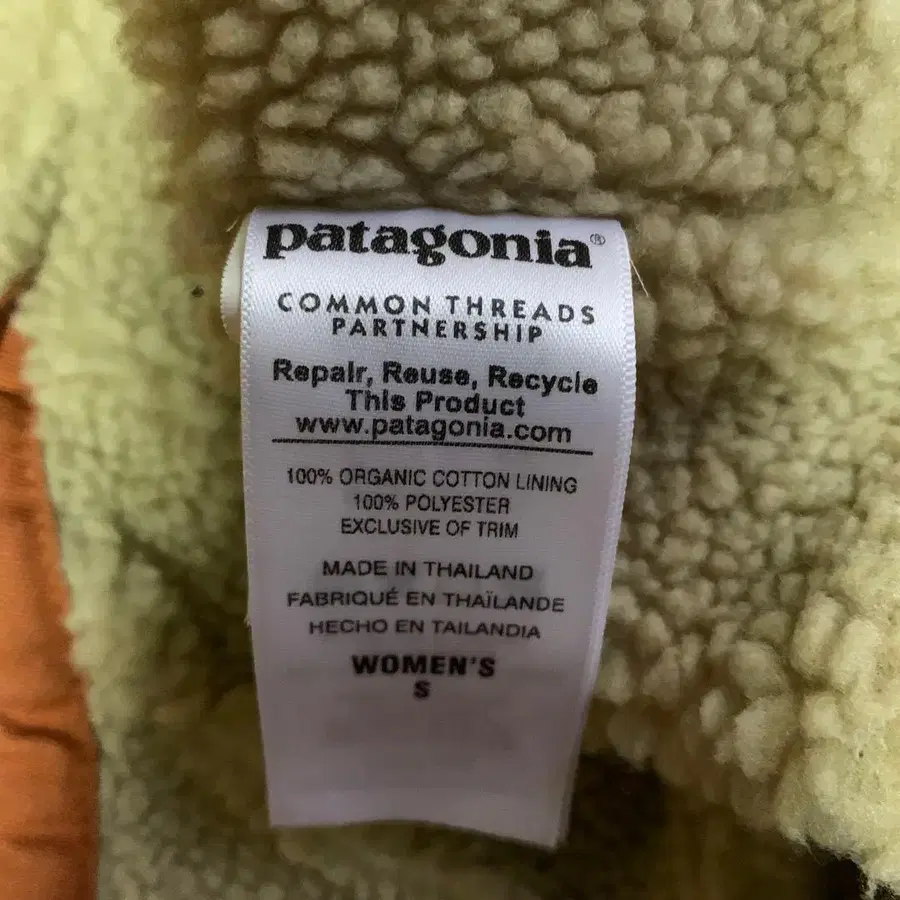 patagonia®
COMMON THREADS
PARTNERSHIP
Repair, Reuse, Recycle
This Product
www.patagonia.com
100% ORGANIC COTTON LINING
100% POLYESTER
EXCLUSIVE OF TRIM
MADE IN THAILAND
FABRIQUÉ EN THAÏLANDE
HECHO EN TAILANDIA
WOMEN'S
S